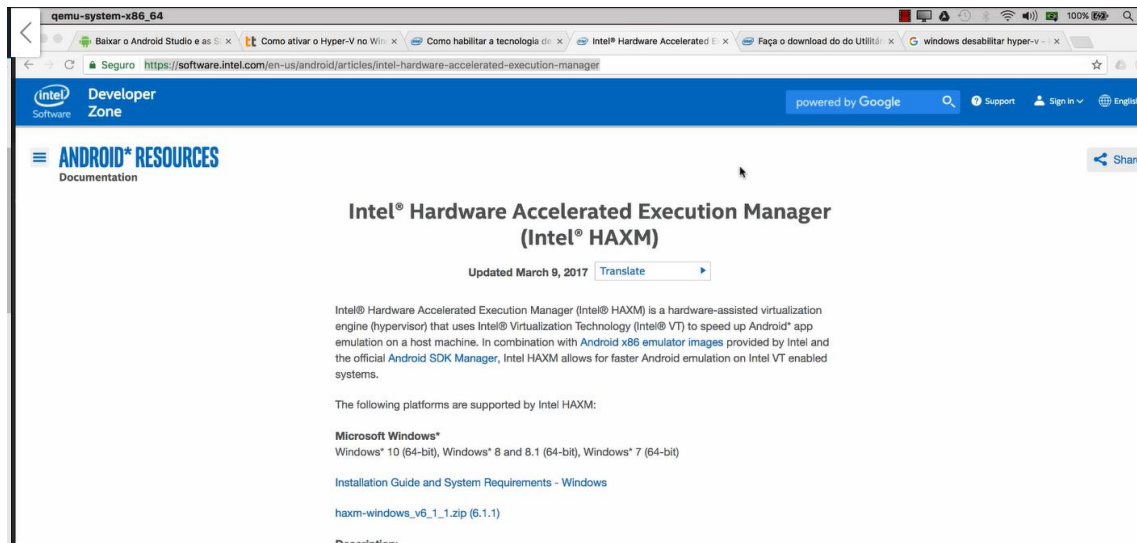 qemu-system-x86_64
100%
Baixar o Android Studio e as S
Como ativar o Hyper-V no Win
Como habilitar a tecnologia de
Intel® Hardware Accelerated E
Faça o download do do Utilitár
windows desabilitar hyper-v -
Seguro https://software.intel.com/en-us/android/articles/intel-hardware-accelerated-execution-manager
intel Software
Developer Zone
powered by Google
Support
Sign in
English
ANDROID* RESOURCES
Documentation
Share
Intel® Hardware Accelerated Execution Manager
(Intel® HAXM)
Updated March 9, 2017 Translate
Intel® Hardware Accelerated Execution Manager (Intel® HAXM) is a hardware-assisted virtualization
engine (hypervisor) that uses Intel® Virtualization Technology (Intel® VT) to speed up Android* app
emulation on a host machine. In combination with Android x86 emulator images provided by Intel and
the official Android SDK Manager, Intel HAXM allows for faster Android emulation on Intel VT enabled
systems.
The following platforms are supported by Intel HAXM:
Microsoft Windows*
Windows* 10 (64-bit), Windows* 8 and 8.1 (64-bit), Windows* 7 (64-bit)
Installation Guide and System Requirements - Windows
haxm-windows_v6_1_1.zip (6.1.1)
Description: